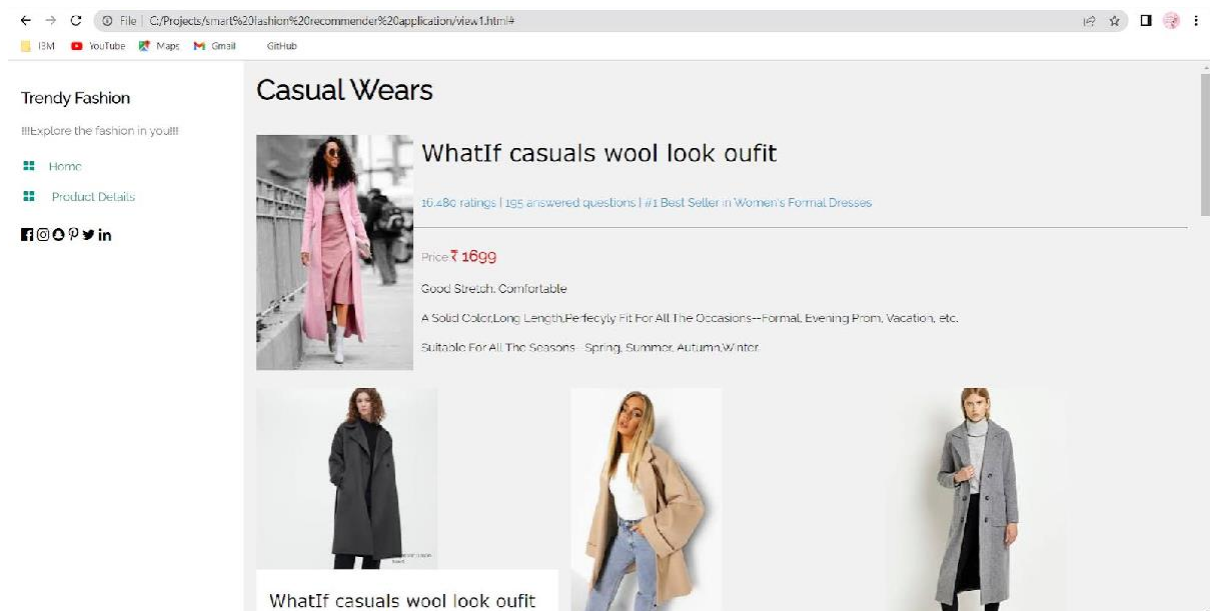 File | C:/Projects/smart%20fashion%20recommender%20application/view1.html#
IBM YouTube Maps Gmail GitHub
Trendy Fashion
!!!Explore the fashion in you!!!
Home
Product Details
Casual Wears
WhatIf casuals wool look oufit
16,480 ratings | 195 answered questions | #1 Best Seller in Women's Formal Dresses
Price:₹ 1699
Good Stretch, Comfortable
A Solid Color,Long Length,Perfecyly Fit For All The Occasions--Formal, Evening Prom, Vacation, etc.
Suitable For All The Seasons--Spring, Summer, Autumn,Winter
WhatIf casuals wool look oufit